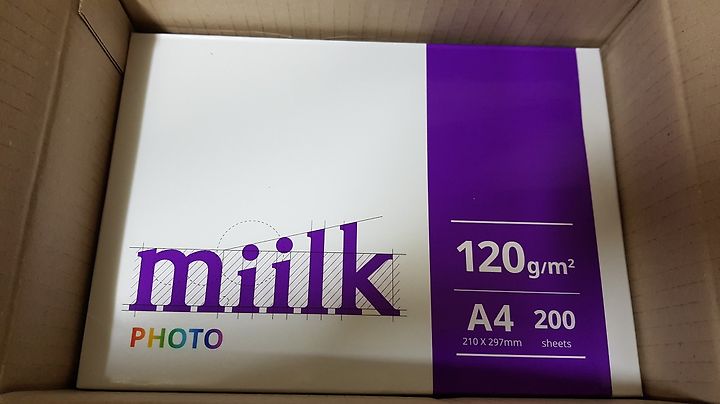 miilk
PHOTO
120g/m²
A4 200
210 X 297mm sheets